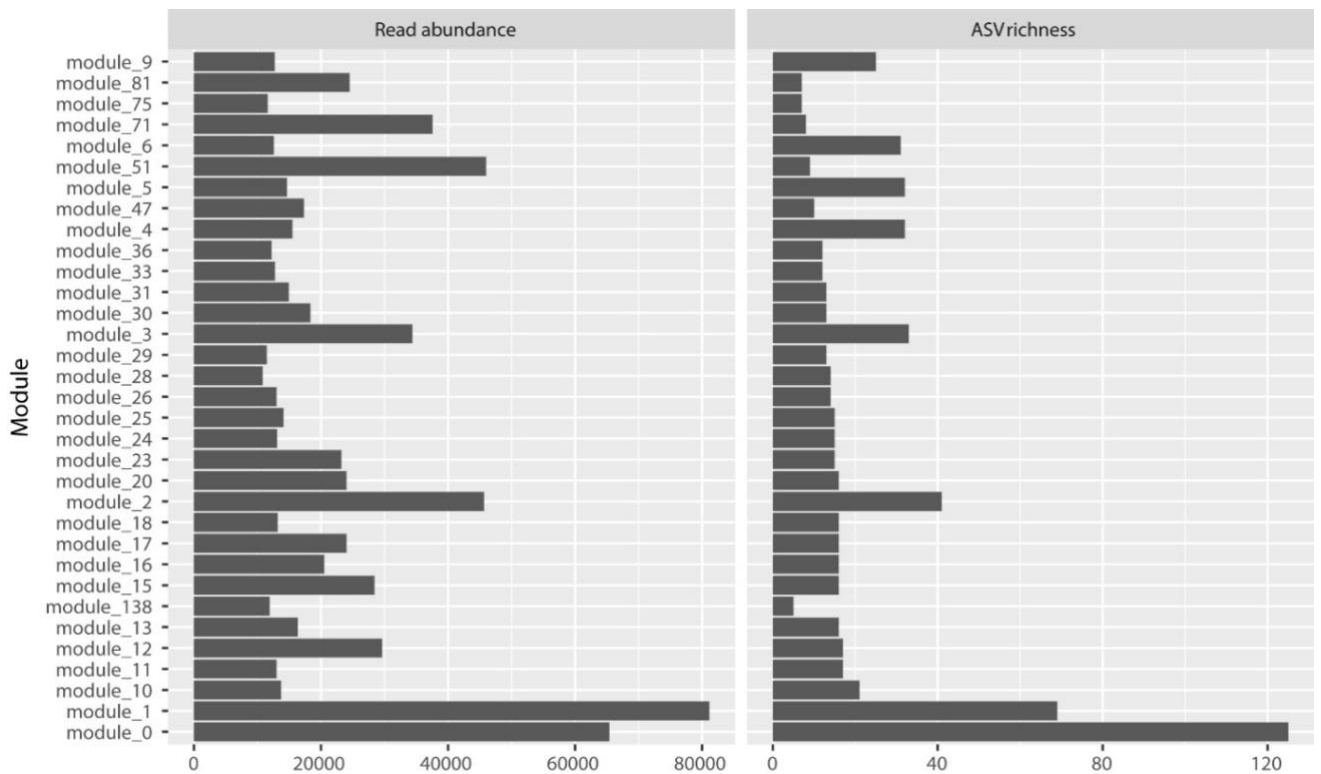 Read abundance
ASV richness
Module
module_9
module_81
module_75
module_71
module_6
module_51
module_5
module_47
module_4
module_36
module_33
module_31
module_30
module_3
module_29
module_28
module_26
module_25
module_24
module_23
module_20
module_2
module_18
module_17
module_16
module_15
module_138
module_13
module_12
module_11
module_10
module_1
module_0
0 20000 40000 60000 80000
0 40 80 120